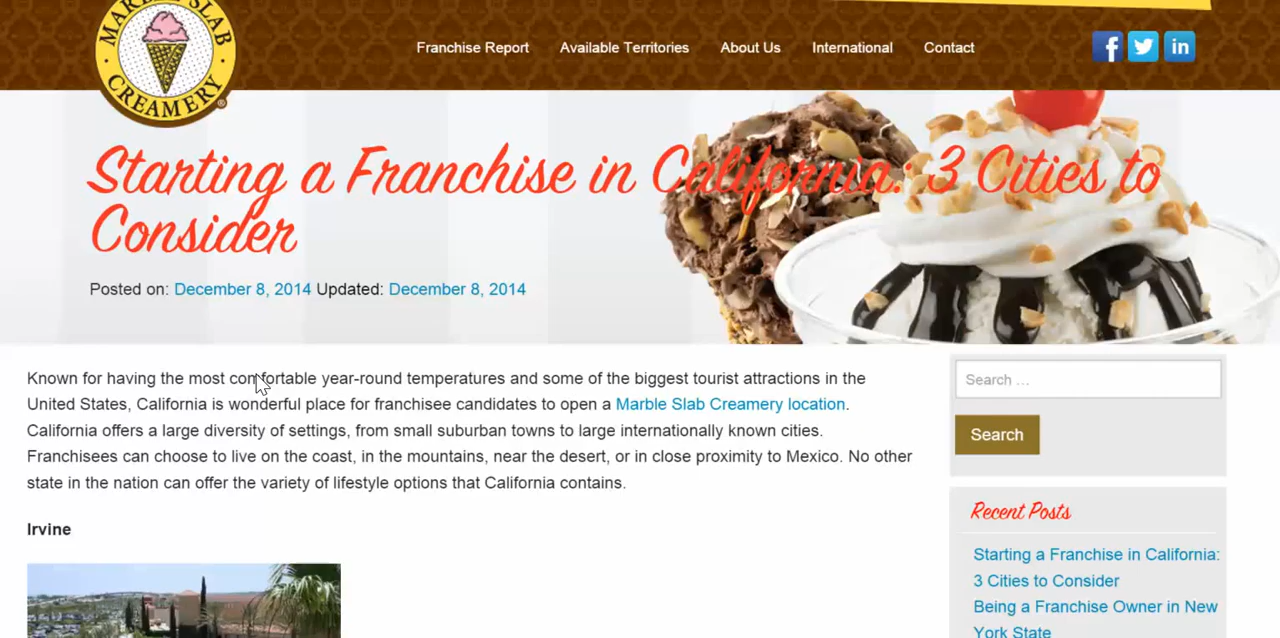 MARBLE SLAB
CREAMERY
Franchise Report
Available Territories
About Us
International
Contact
Starting a Franchise in California: 3 Cities to
Consider
Posted on: December 8, 2014 Updated: December 8, 2014
Known for having the most comfortable year-round temperatures and some of the biggest tourist attractions in the
United States, California is wonderful place for franchisee candidates to open a Marble Slab Creamery location.
California offers a large diversity of settings, from small suburban towns to large internationally known cities.
Franchisees can choose to live on the coast, in the mountains, near the desert, or in close proximity to Mexico. No other
state in the nation can offer the variety of lifestyle options that California contains.
Irvine
Search ...
Search
Recent Posts
Starting a Franchise in California:
3 Cities to Consider
Being a Franchise Owner in New
York State